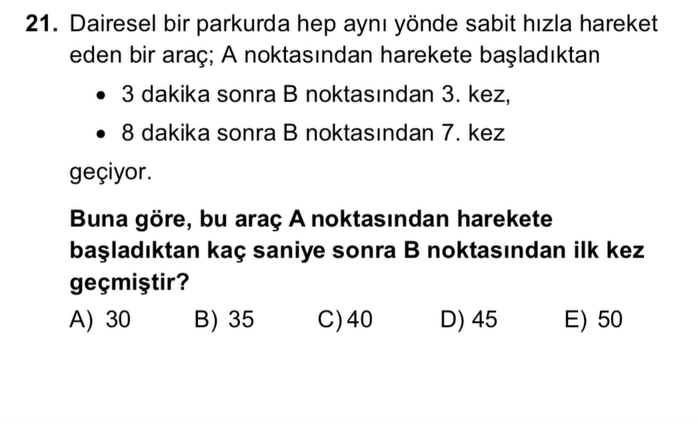 21. Dairesel bir parkurda hep aynı yönde sabit hızla hareket
eden bir araç; A noktasından harekete başladıktan
• 3 dakika sonra B noktasından 3. kez,
• 8 dakika sonra B noktasından 7. kez
geçiyor.
Buna göre, bu araç A noktasından harekete
başladıktan kaç saniye sonra B noktasından ilk kez
geçmiştir?
A) 30 B) 35 C) 40 D) 45 E) 50